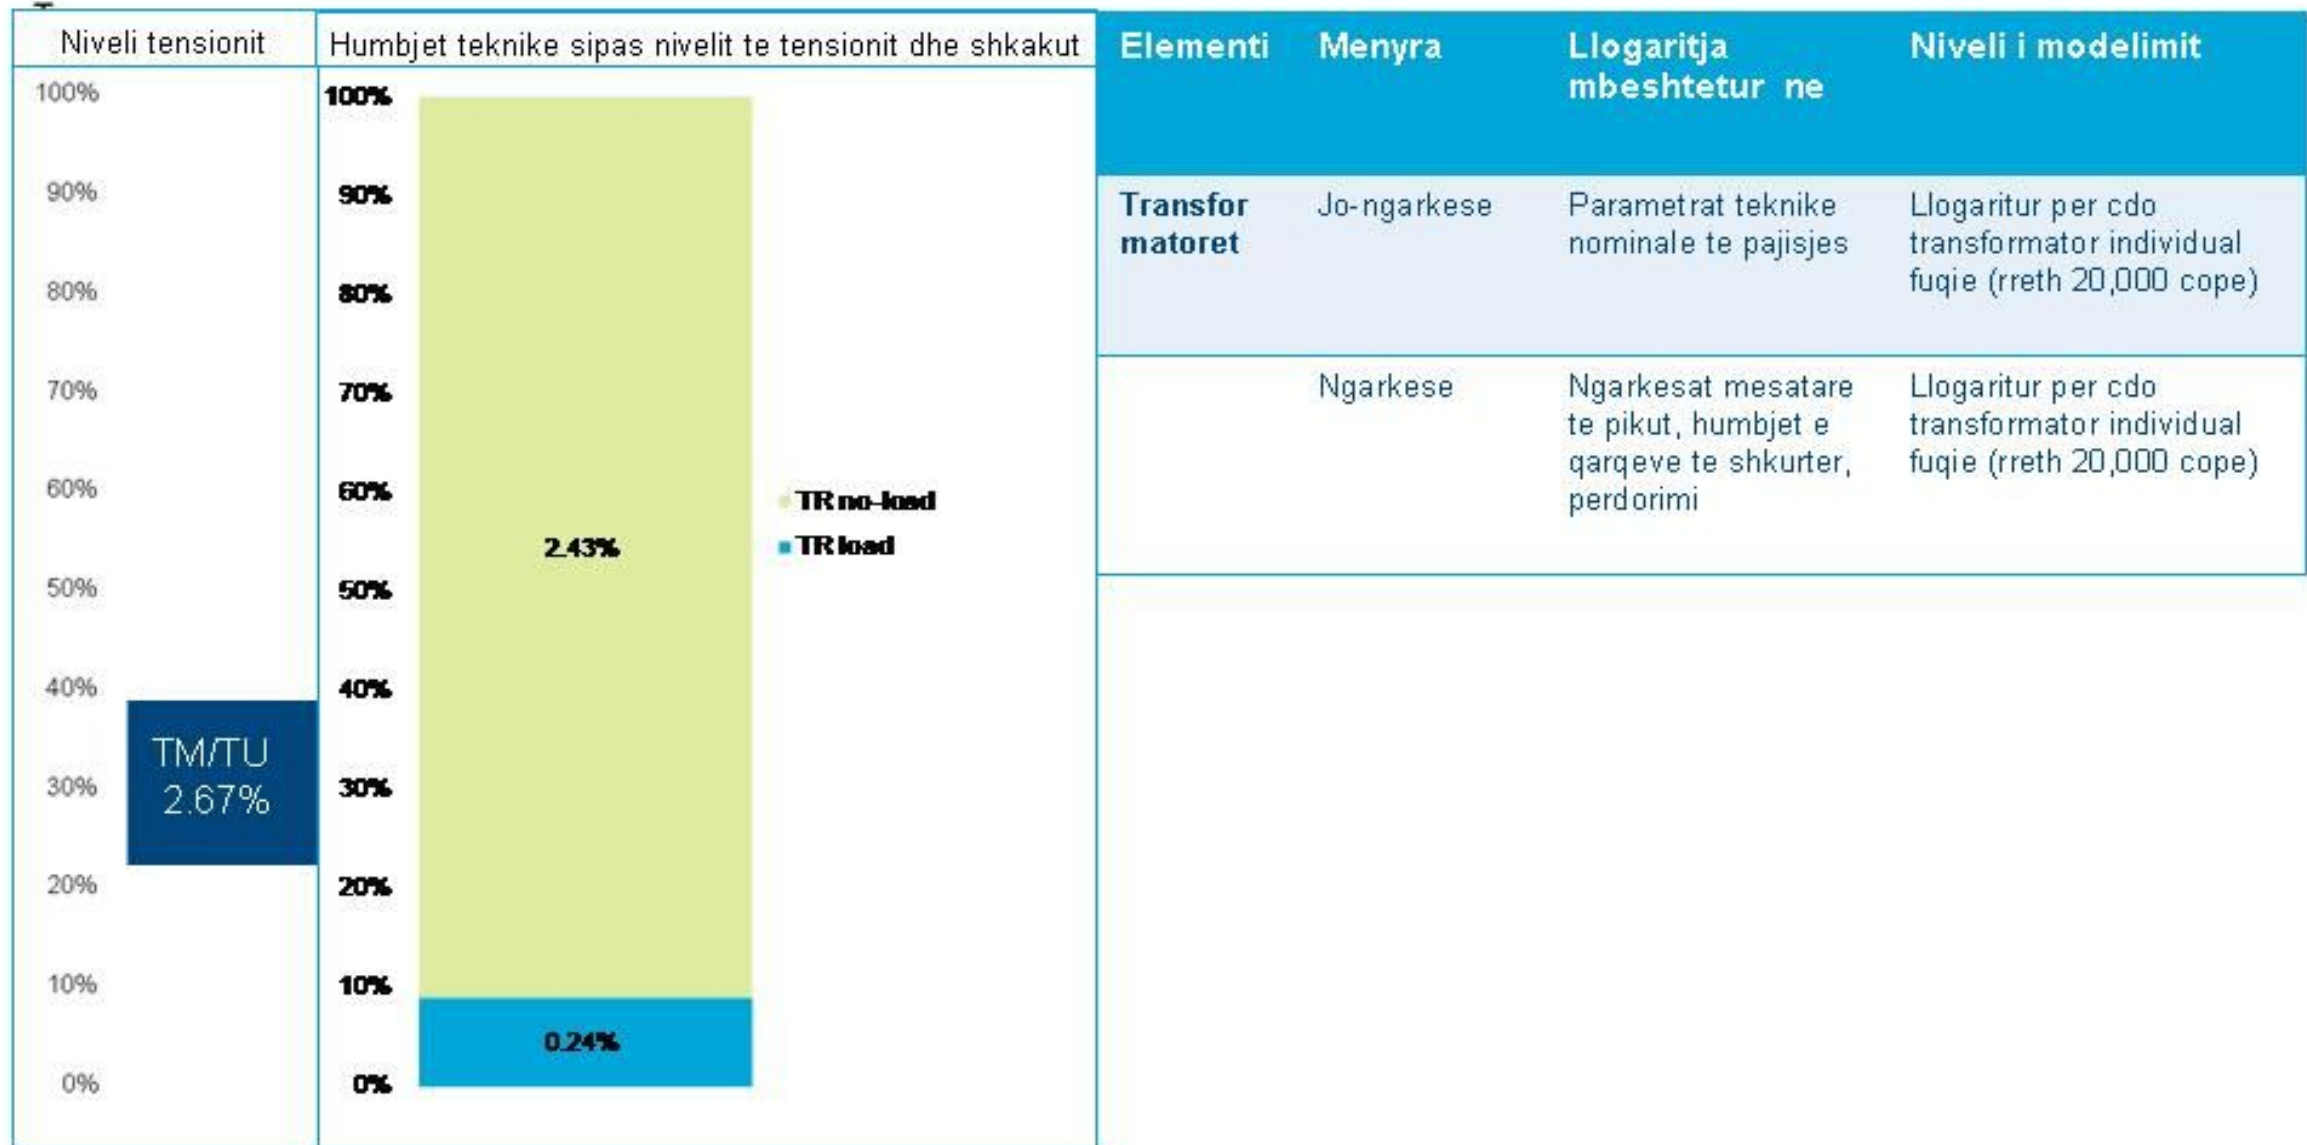 Niveli tensionit
Humbjet teknike sipas nivelit te tensionit dhe shkakut
100%
90%
80%
70%
60%
50%
40%
30%
20%
10%
0%
TM/TU
2.67%
100%
90%
80%
70%
60%
50%
40%
30%
20%
10%
0%
2.43%
0.24%
TR no-load
TR load
Elementi
Menyra
Llogaritja
mbeshtetur ne
Niveli i modelimit
Transfor
matoret
Jo-ngarkese
Parametrat teknike
nominale te pajisjes
Llogaritur per cdo
transformator individual
fuqie (rreth 20,000 cope)
Ngarkese
Ngarkesat mesatare
te pikut, humbjet e
qarqeve te shkurter,
perdorimi
Llogaritur per cdo
transformator individual
fuqie (rreth 20,000 cope)